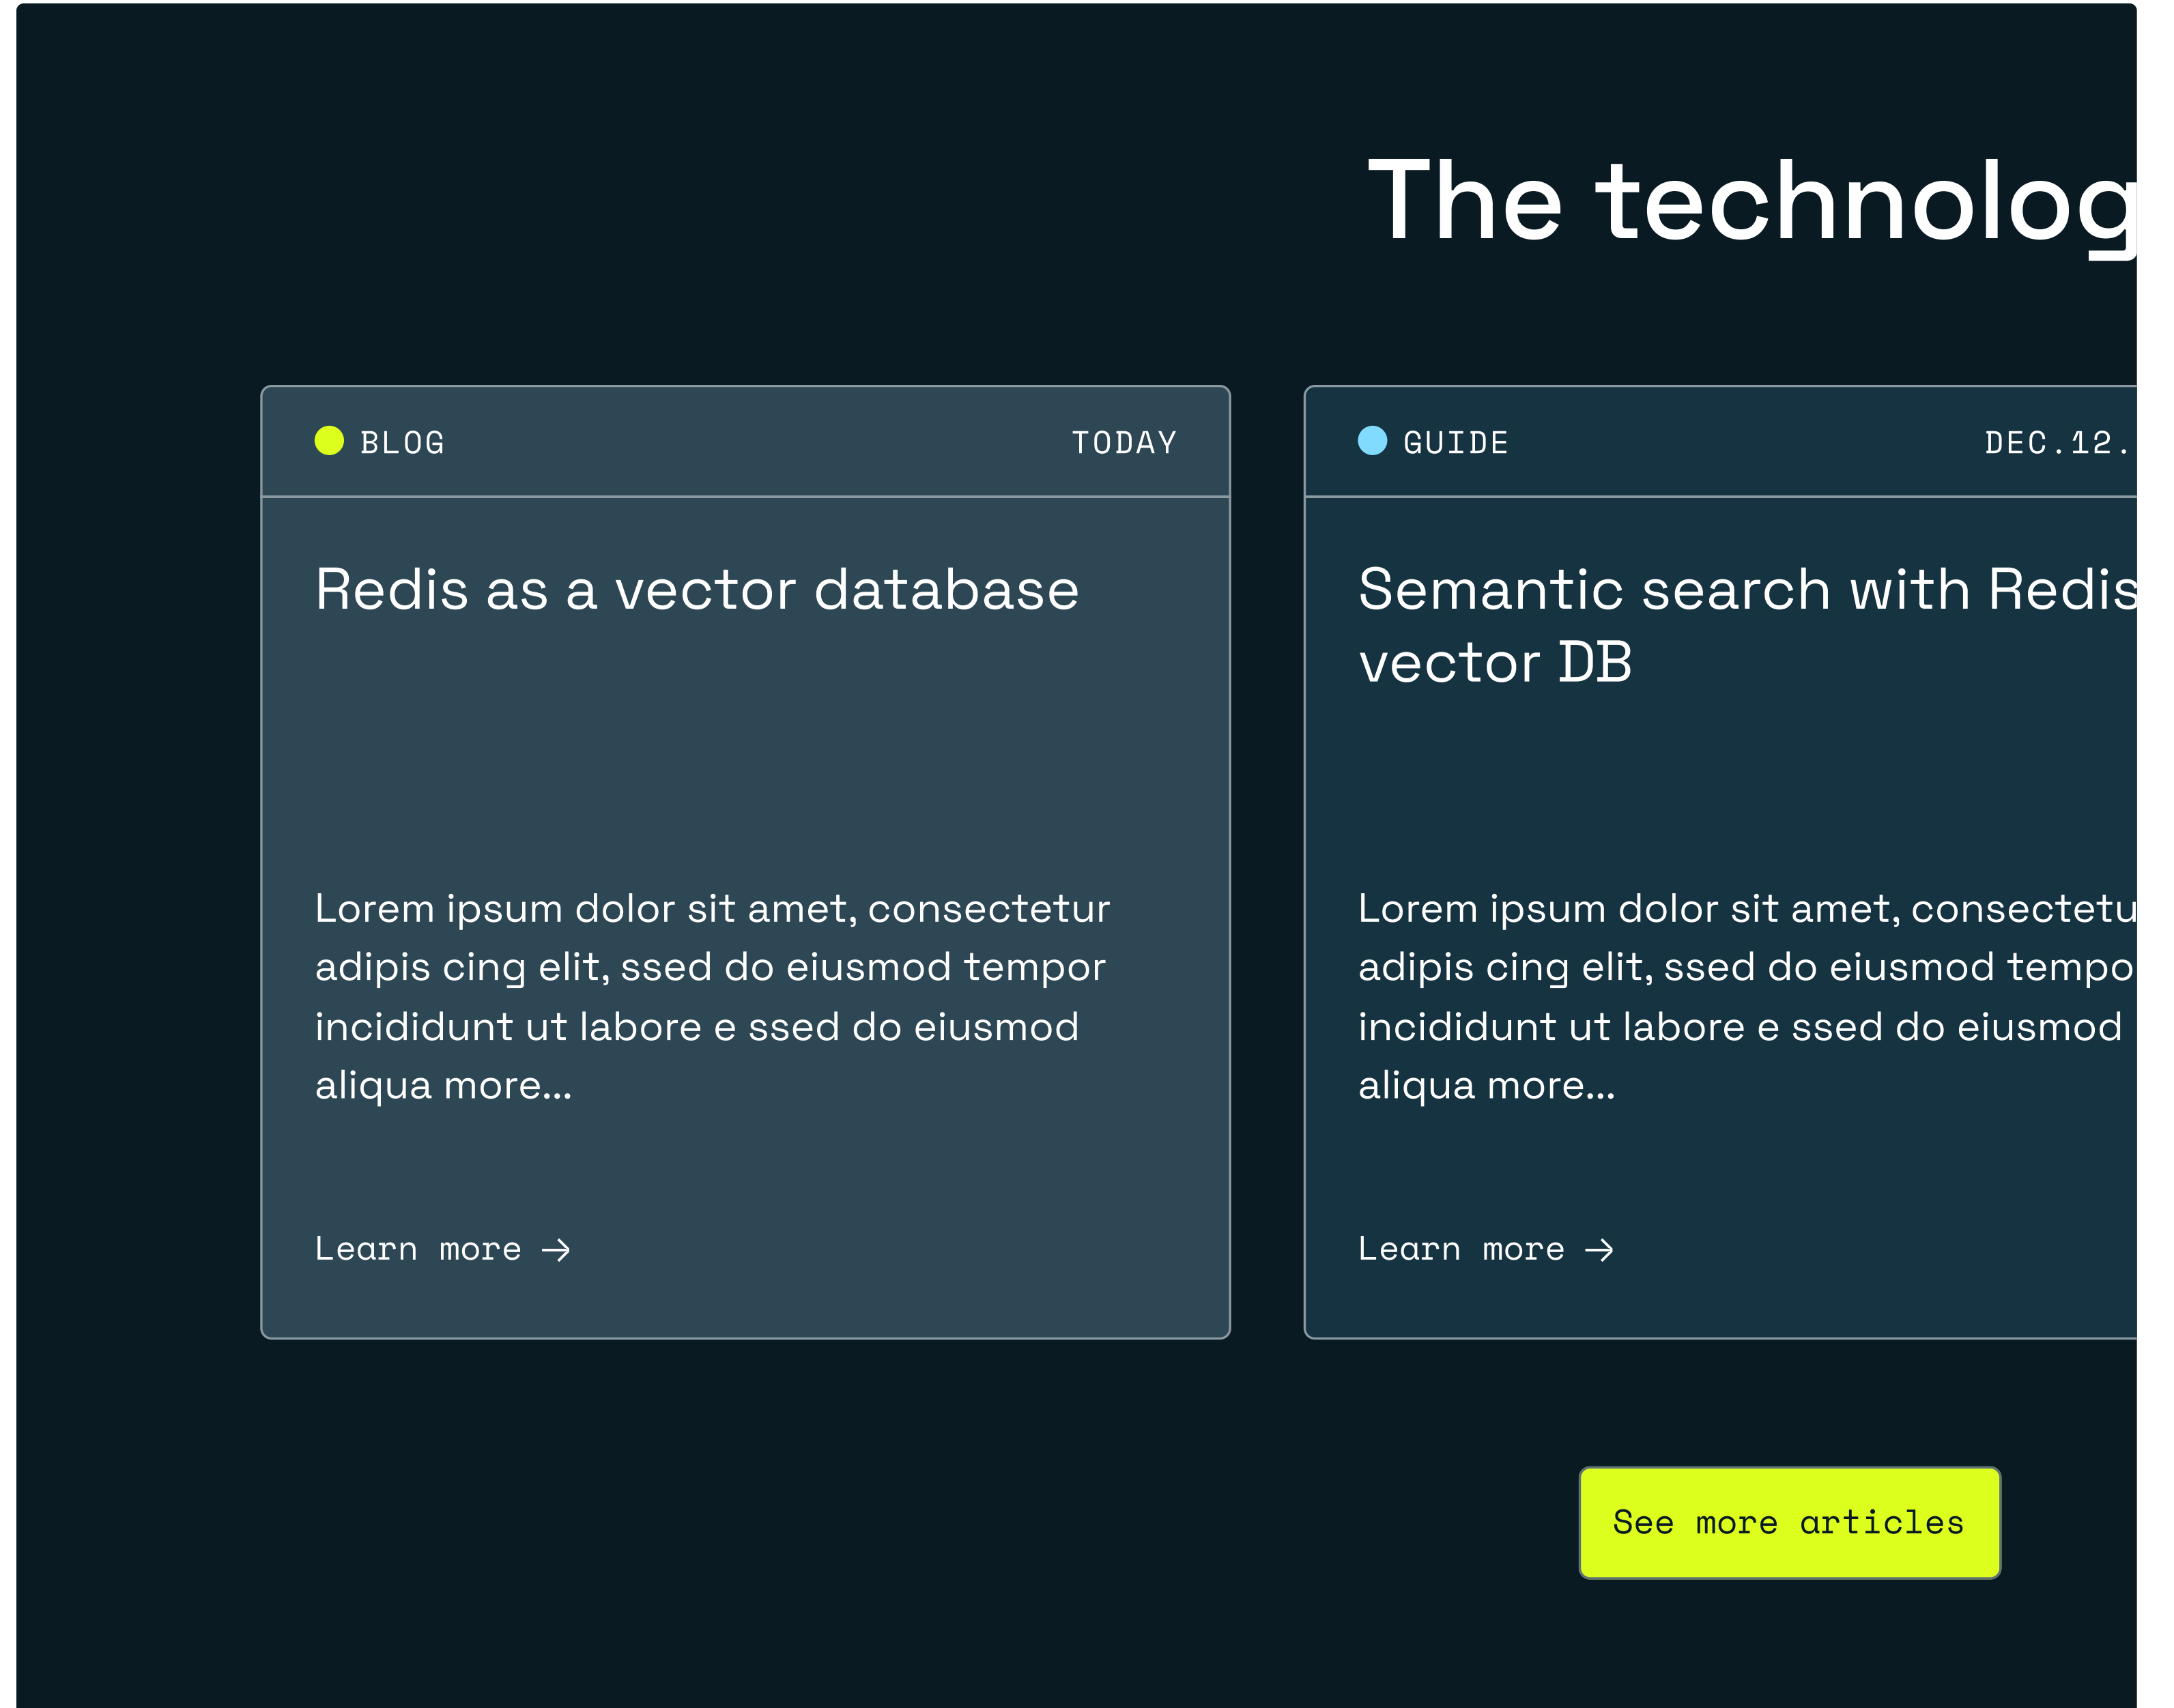 The technolog
BLOG
TODAY
Redis as a vector database
Lorem ipsum dolor sit amet, consectetur
adipis cing elit, ssed do eiusmod tempor
incididunt ut labore e ssed do eiusmod
aliqua more...
Learn more →
GUIDE
DEC.12.
Semantic search with Redis
vector DB
Lorem ipsum dolor sit amet, consectetu
adipis cing elit, ssed do eiusmod tempo
incididunt ut labore e ssed do eiusmod
aliqua more...
Learn more →
See more articles